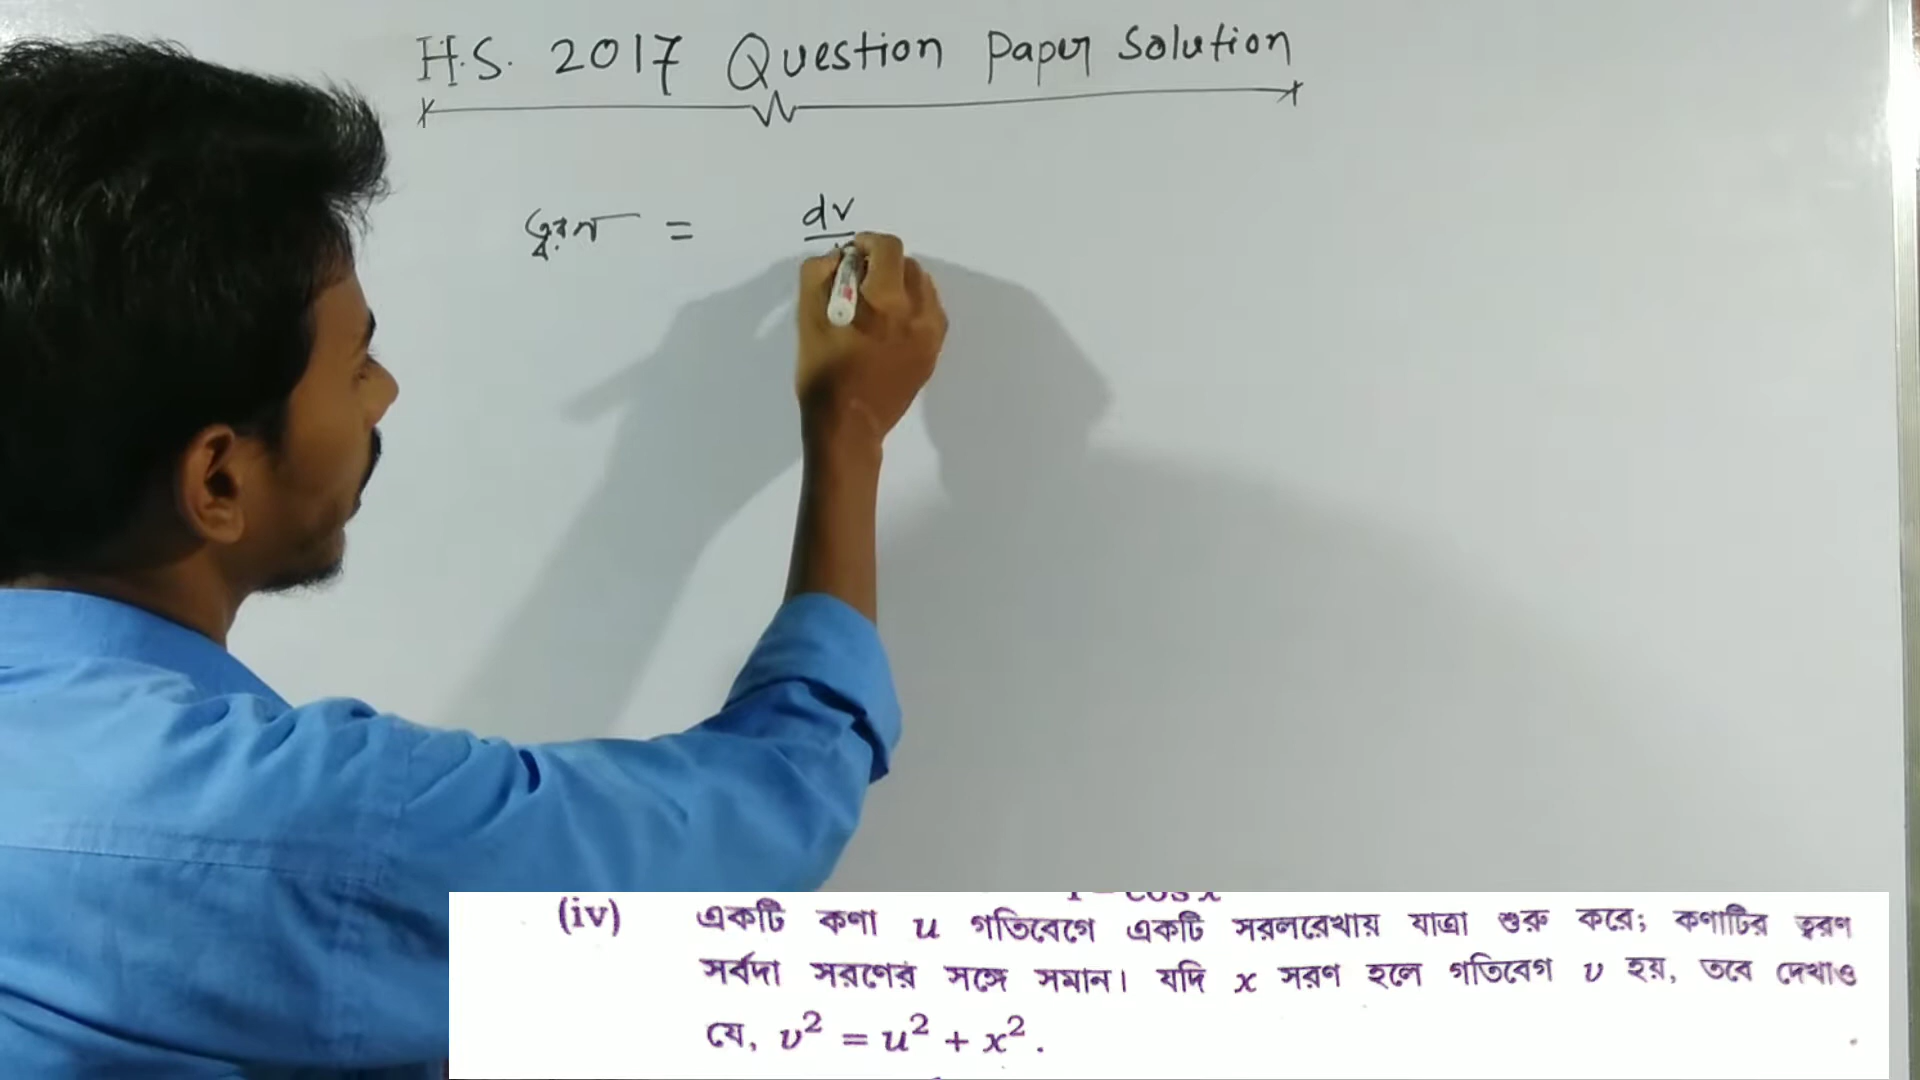 H.S. 2017 Question Paper Solution
ত্বরণ = dv
(iv) একটি কণা u গতিবেগে একটি সরলরেখায় যাত্রা শুরু করে; কণাটির ত্বরণ
সর্বদা সরণের সঙ্গে সমান। যদি x সরণ হলে গতিবেগ v হয়, তবে দেখাও
যে, v² = u² + x².